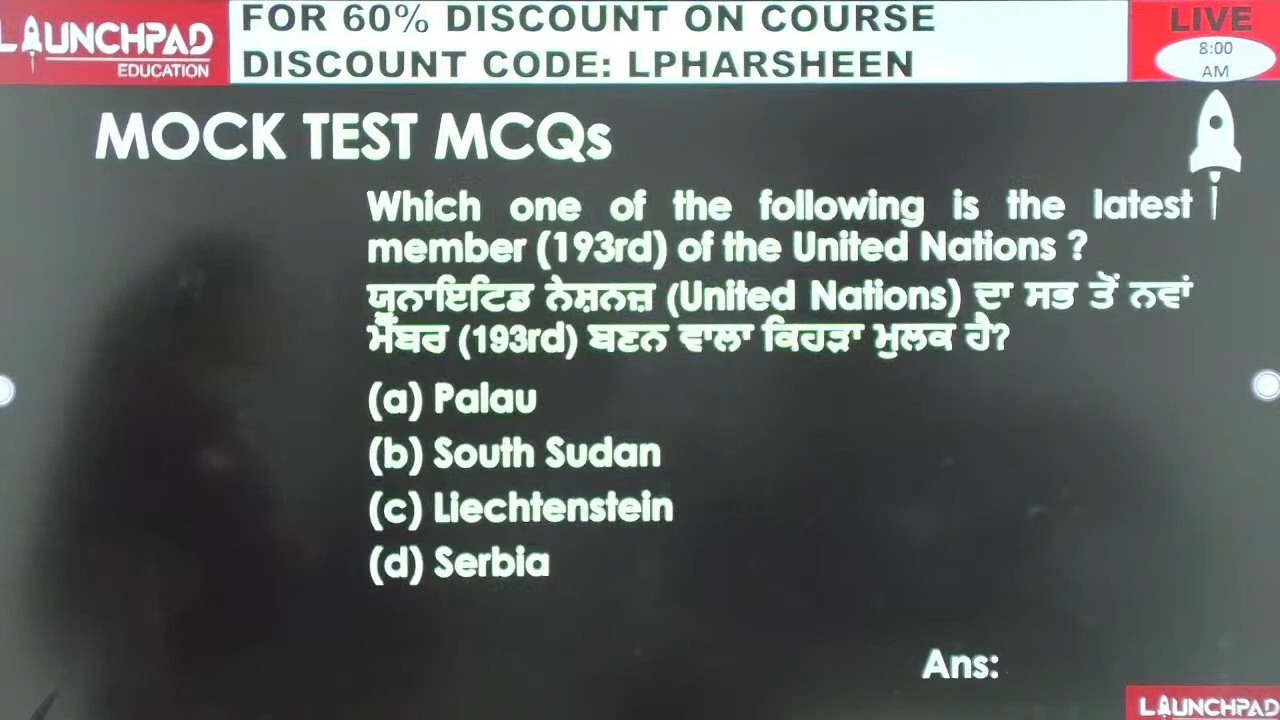 LAUNCHPAD
EDUCATION
FOR 60% DISCOUNT ON COURSE
DISCOUNT CODE: LPHARSHEEN
LIVE
8:00
AM
MOCK TEST MCQs
Which one of the following is the latest
member (193rd) of the United Nations ?
ਯੂਨਾਇਟਿਡ ਨੇਸ਼ਨਜ਼ (United Nations) ਦਾ ਸਭ ਤੋਂ ਨਵਾਂ
ਮੈਂਬਰ (193rd) ਬਣਨ ਵਾਲਾ ਕਿਹੜਾ ਮੁਲਕ ਹੈ?
(a) Palau
(b) South Sudan
(c) Liechtenstein
(d) Serbia
Ans:
LAUNCHPAD